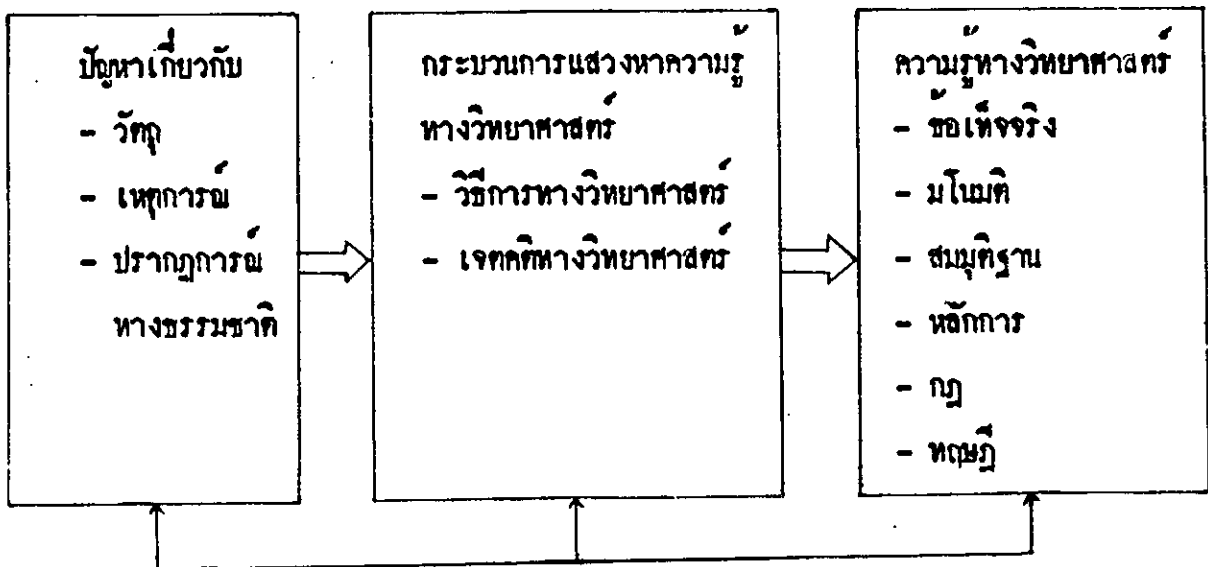 ปัญหาเกี่ยวกับ
- วัตถุ
- เหตุการณ์
- ปรากฏการณ์
ทางธรรมชาติ
กระบวนการแสวงหาความรู้
ทางวิทยาศาสตร์
- วิธีการทางวิทยาศาสตร์
- เจตคติทางวิทยาศาสตร์
ความรู้ทางวิทยาศาสตร์
- ข้อเท็จจริง
- มโนมติ
- สมมุติฐาน
- หลักการ
- กฎ
- ทฤษฎี